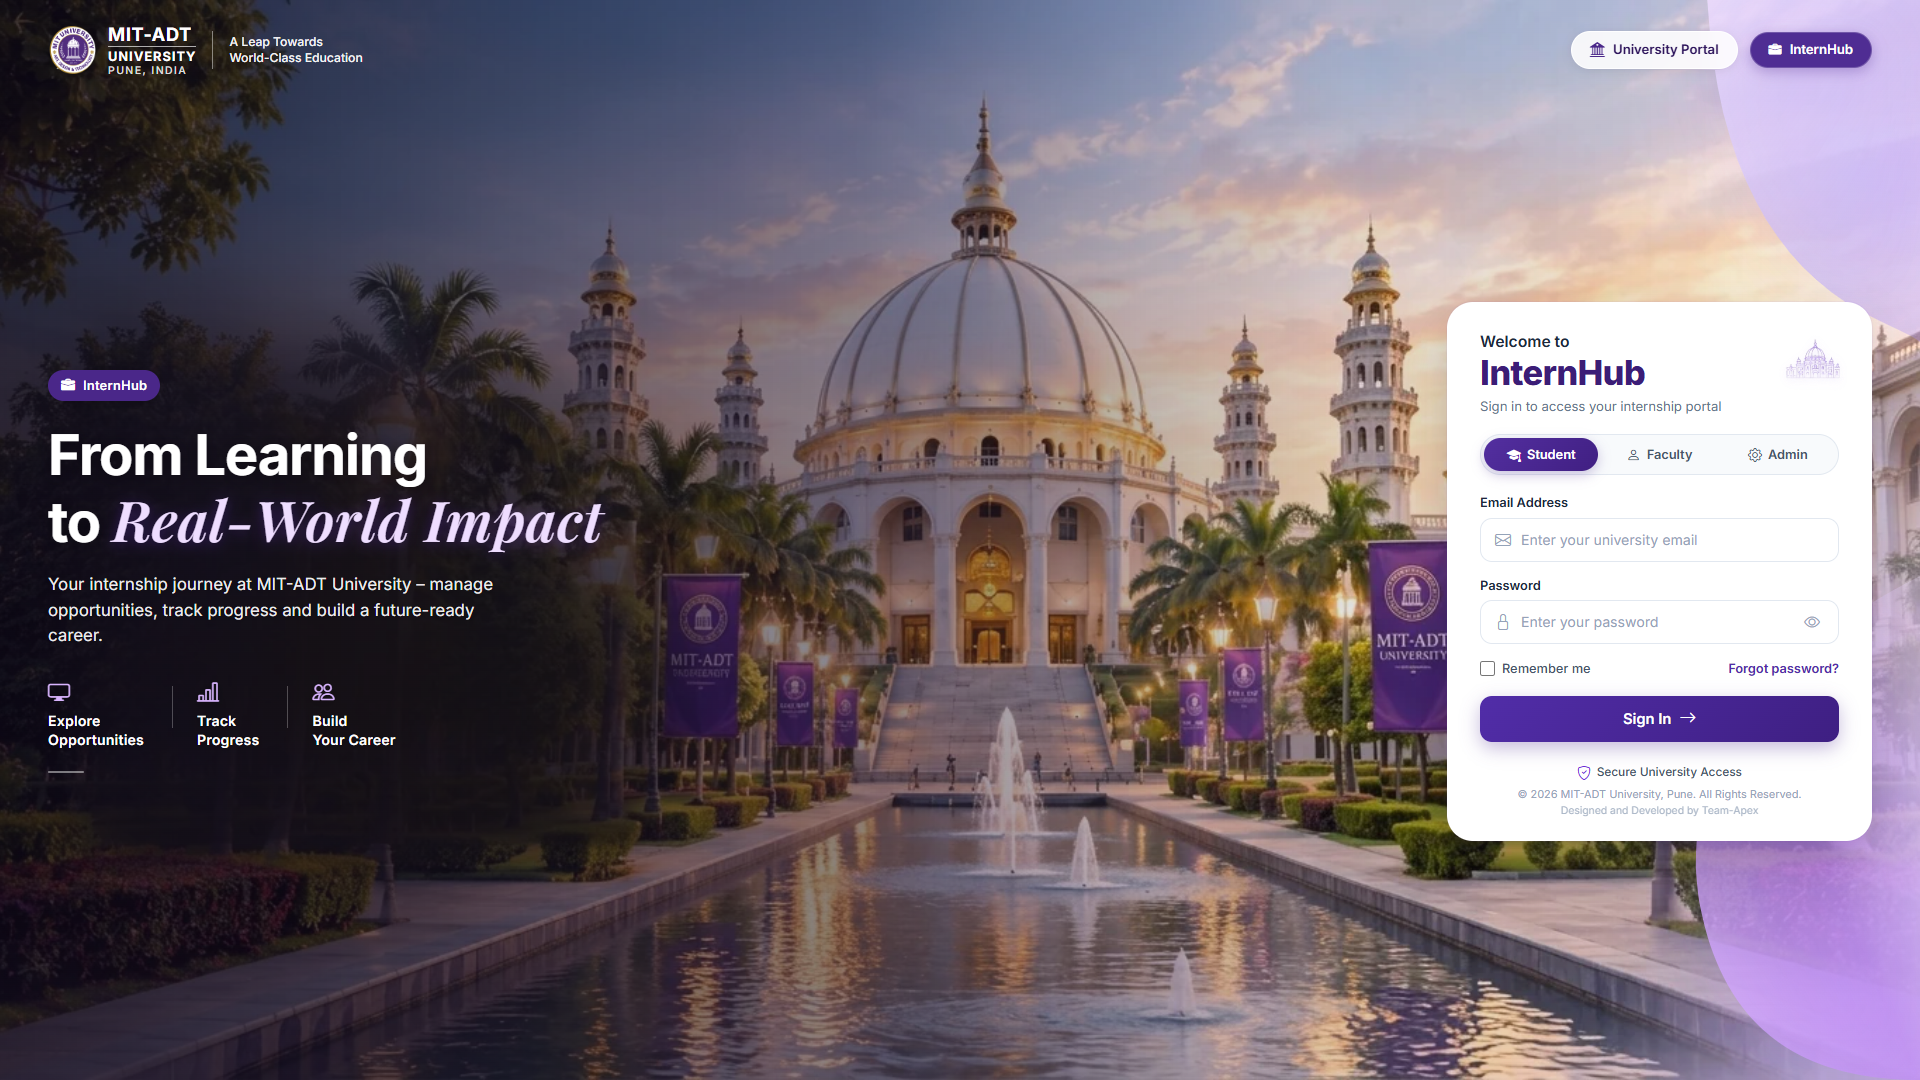 MIT-ADT
UNIVERSITY
PUNE, INDIA
A Leap Towards
World-Class Education
University Portal
InternHub
InternHub
From Learning
to Real-World Impact
Your internship journey at MIT-ADT University – manage
opportunities, track progress and build a future-ready
career.
Explore
Opportunities
Track
Progress
Build
Your Career
MIT-ADT
MIT-ADT
UNIVERSITY
Welcome to
InternHub
Sign in to access your internship portal
Student
Faculty
Admin
Email Address
Enter your university email
Password
Enter your password
Remember me
Forgot password?
Sign In
Secure University Access
© 2026 MIT-ADT University, Pune. All Rights Reserved.
Designed and Developed by Team-Apex